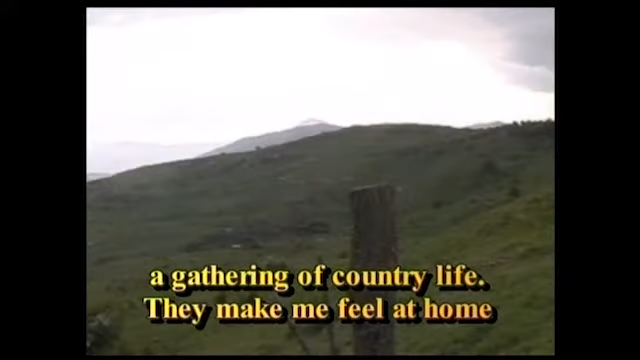 a gathering of country life.
They make me feel at home